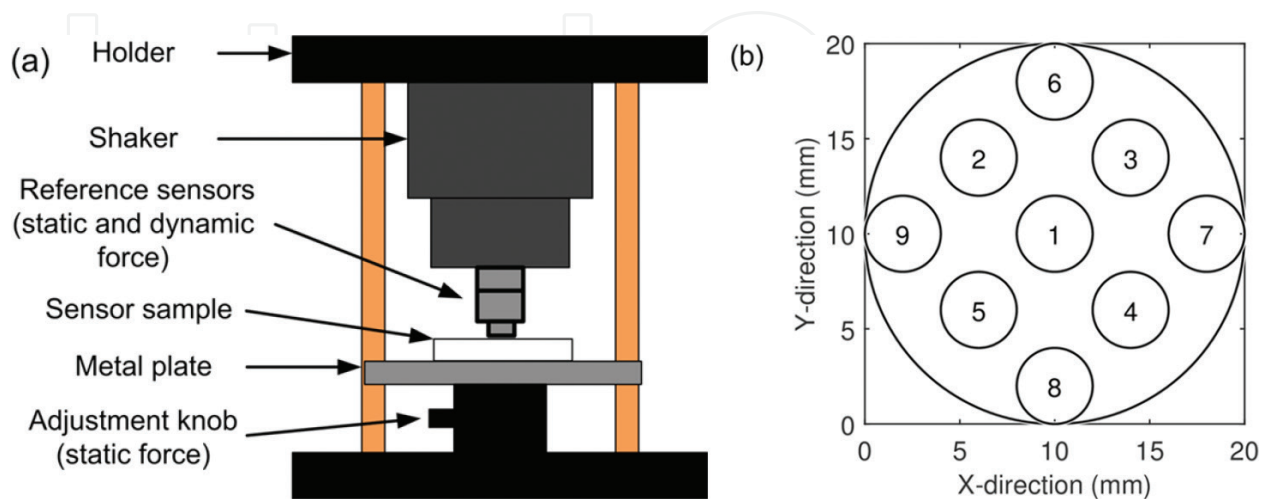 (a)
Holder
Shaker
Reference sensors
(static and dynamic
force)
Sensor sample
Metal plate
Adjustment knob
(static force)
(b)
20
15
10
5
0
Y-direction (mm)
6
2
3
9
1
7
5
4
8
0
5
10
15
20
X-direction (mm)